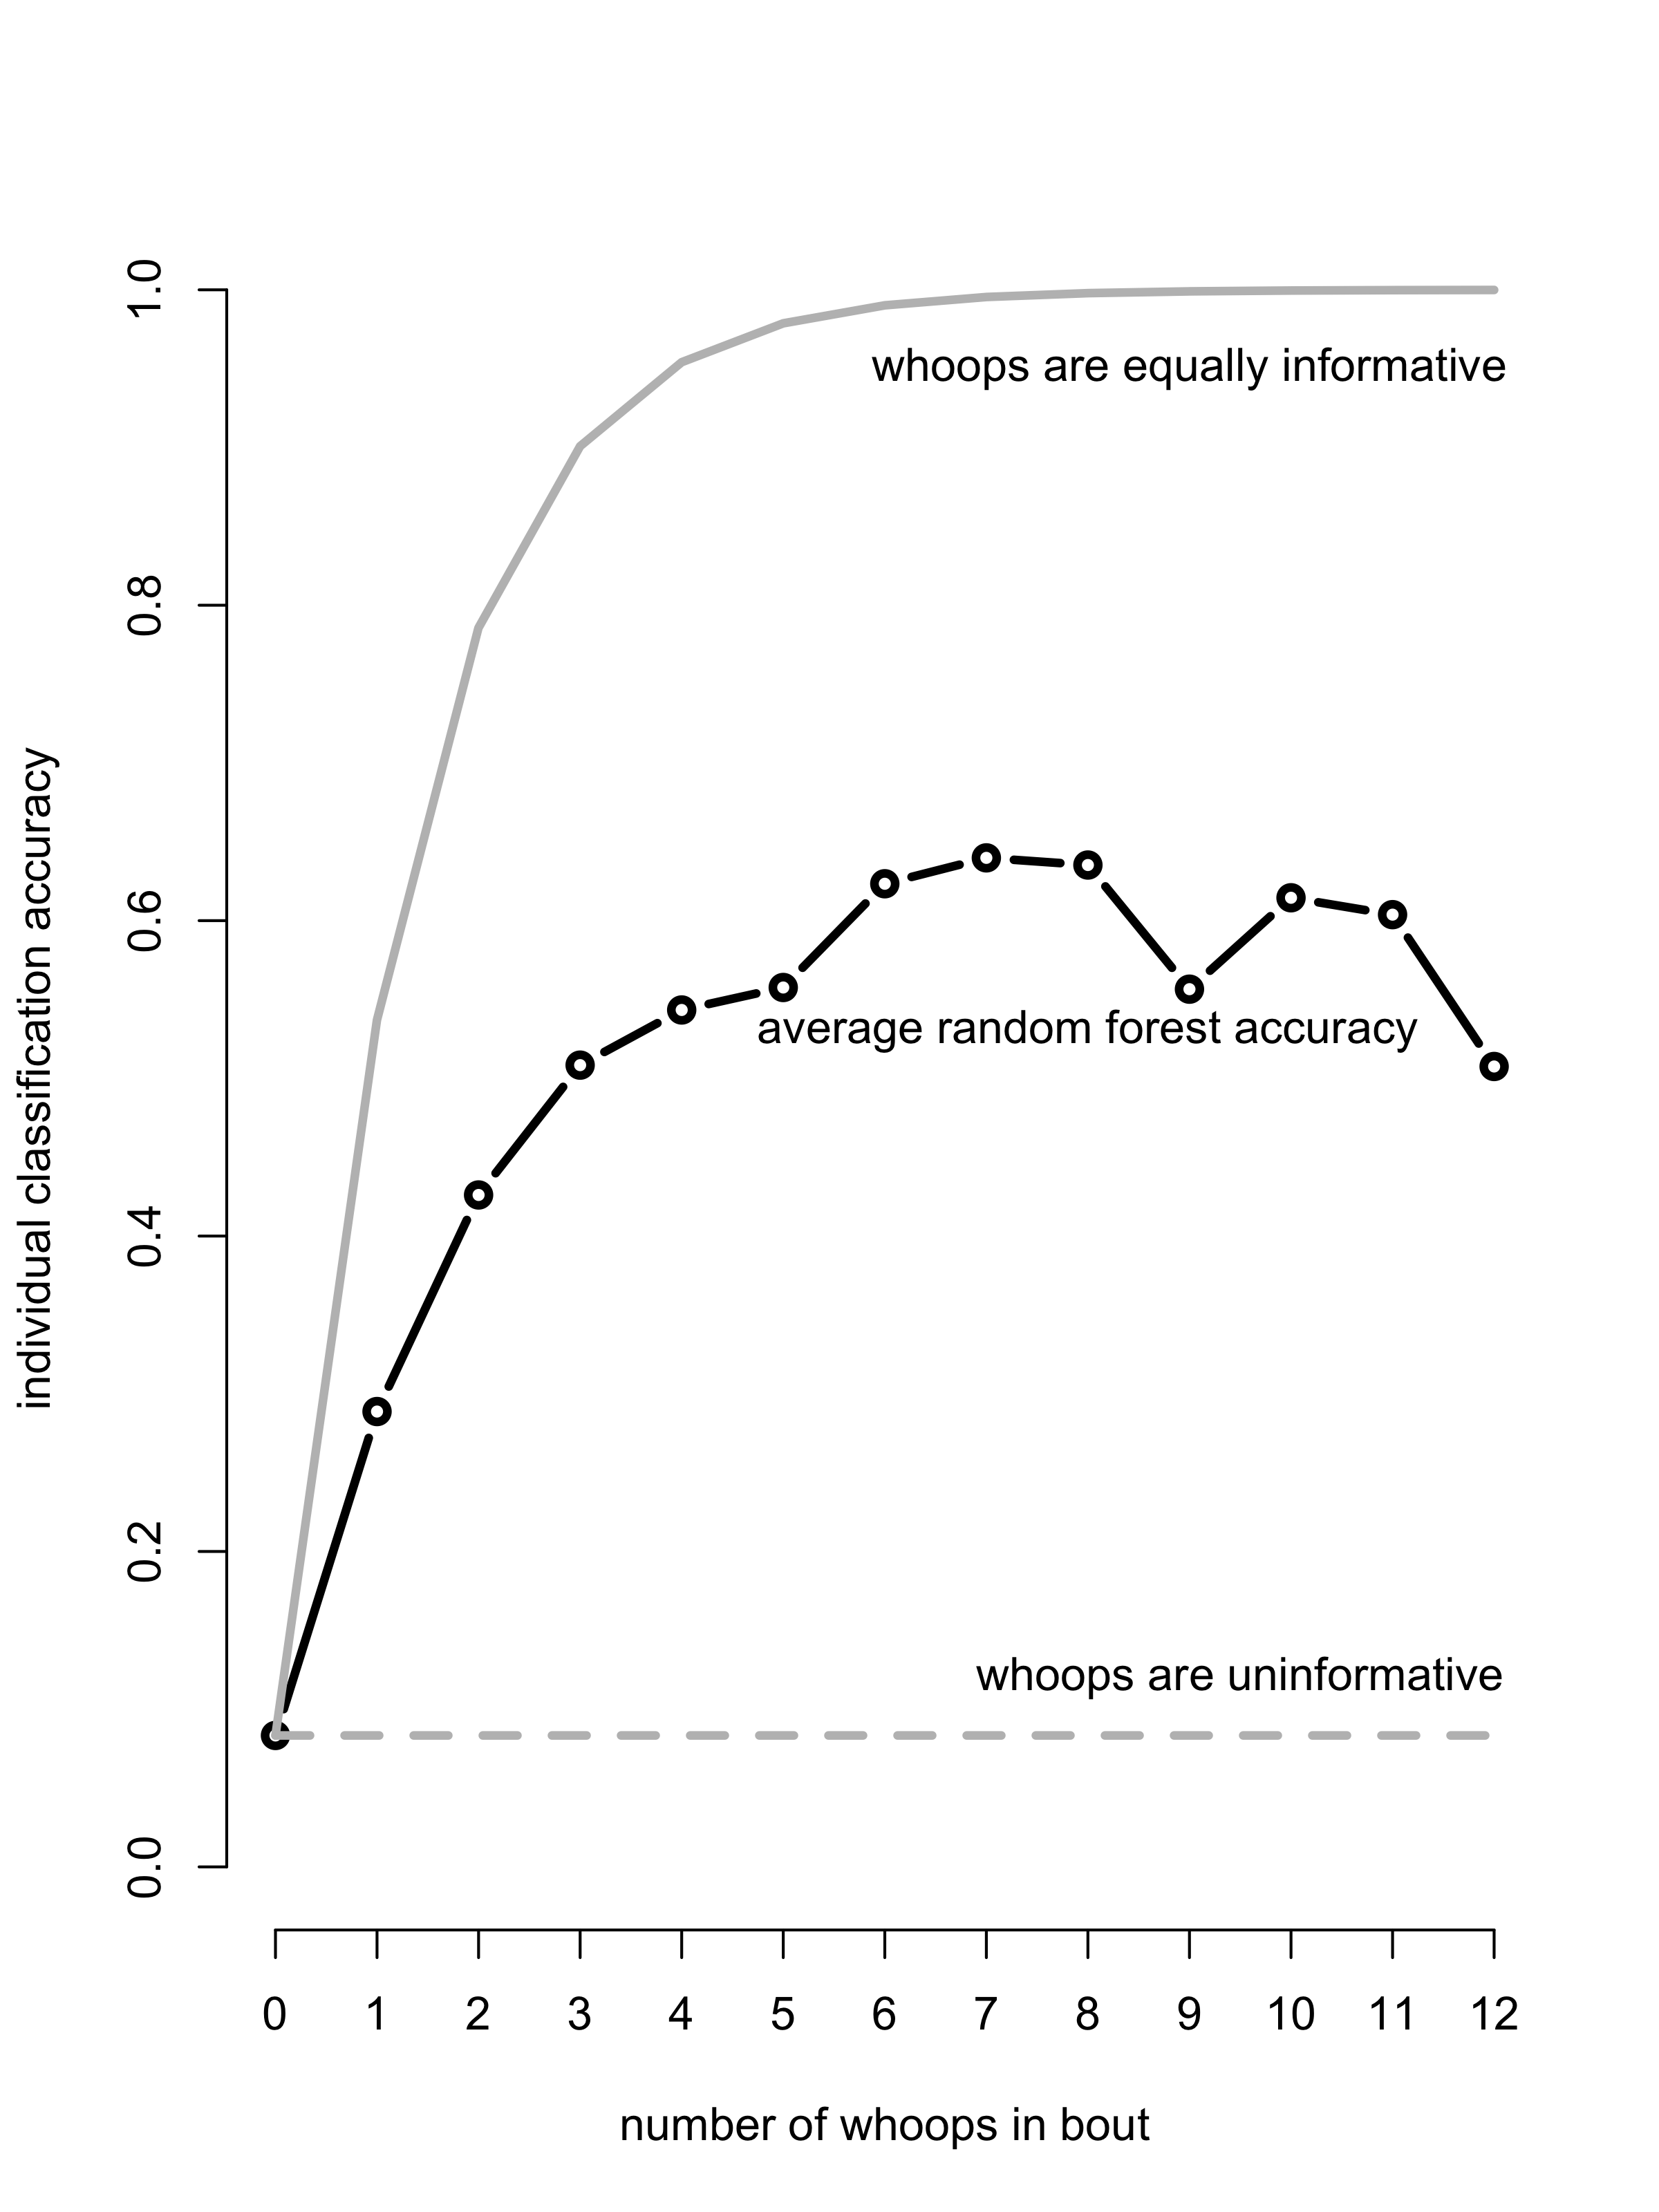 1.0
whoops are equally informative
0.8
individual classification accuracy
0.6
average random forest accuracy
0.4
0.2
whoops are uninformative
0.0
0 1 2 3 4 5 6 7 8 9 10 11 12
number of whoops in bout